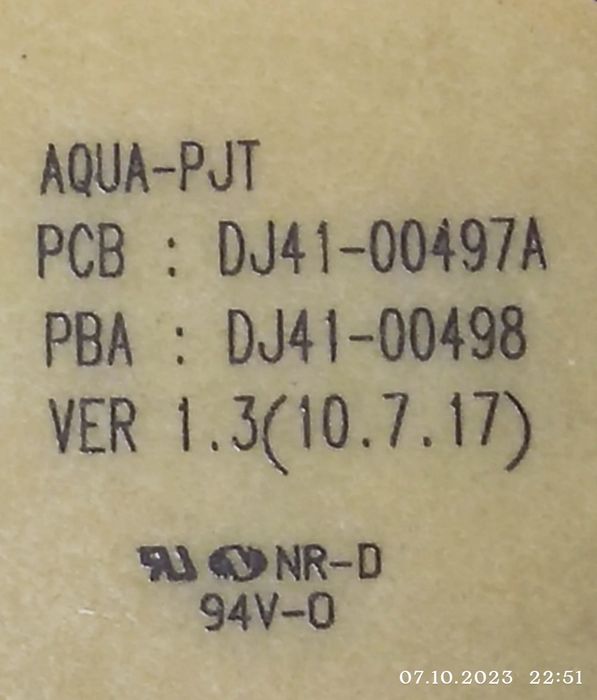 AQUA-PJT
PCB : DJ41-00497A
PBA : DJ41-00498
VER 1.3(10.7.17)
NR-D
94V-0
07.10.2023 22:51